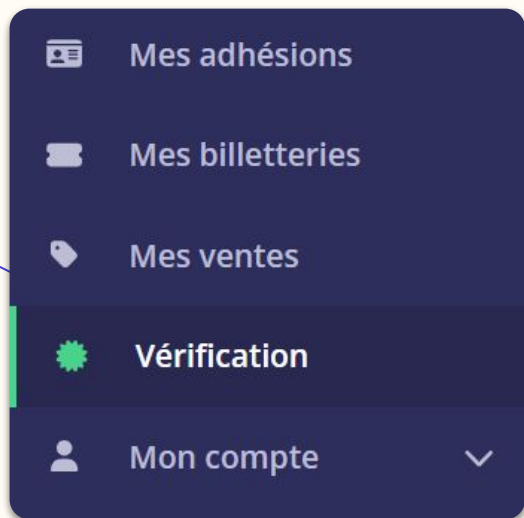 Mes adhésions
Mes billetteries
Mes ventes
Vérification
Mon compte